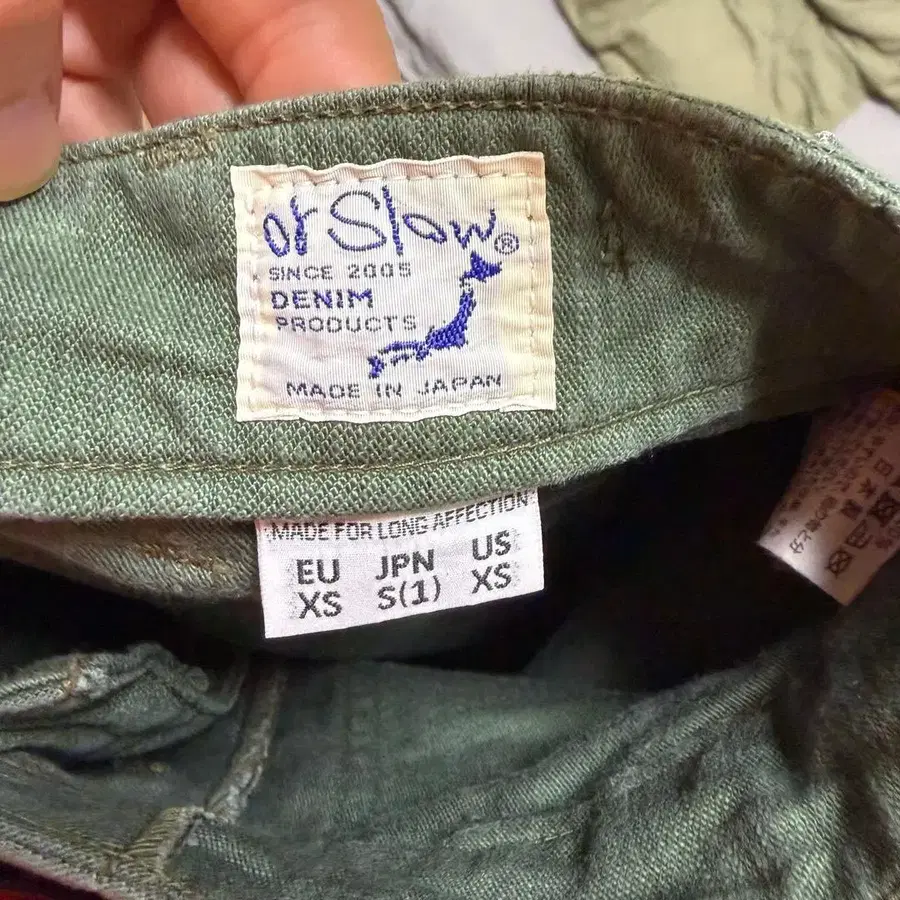 or Slow®
SINCE 2005
DENIM
PRODUCTS
MADE IN JAPAN
MADE FOR LONG AFFECTION
EU JPN US
XS S(1) XS